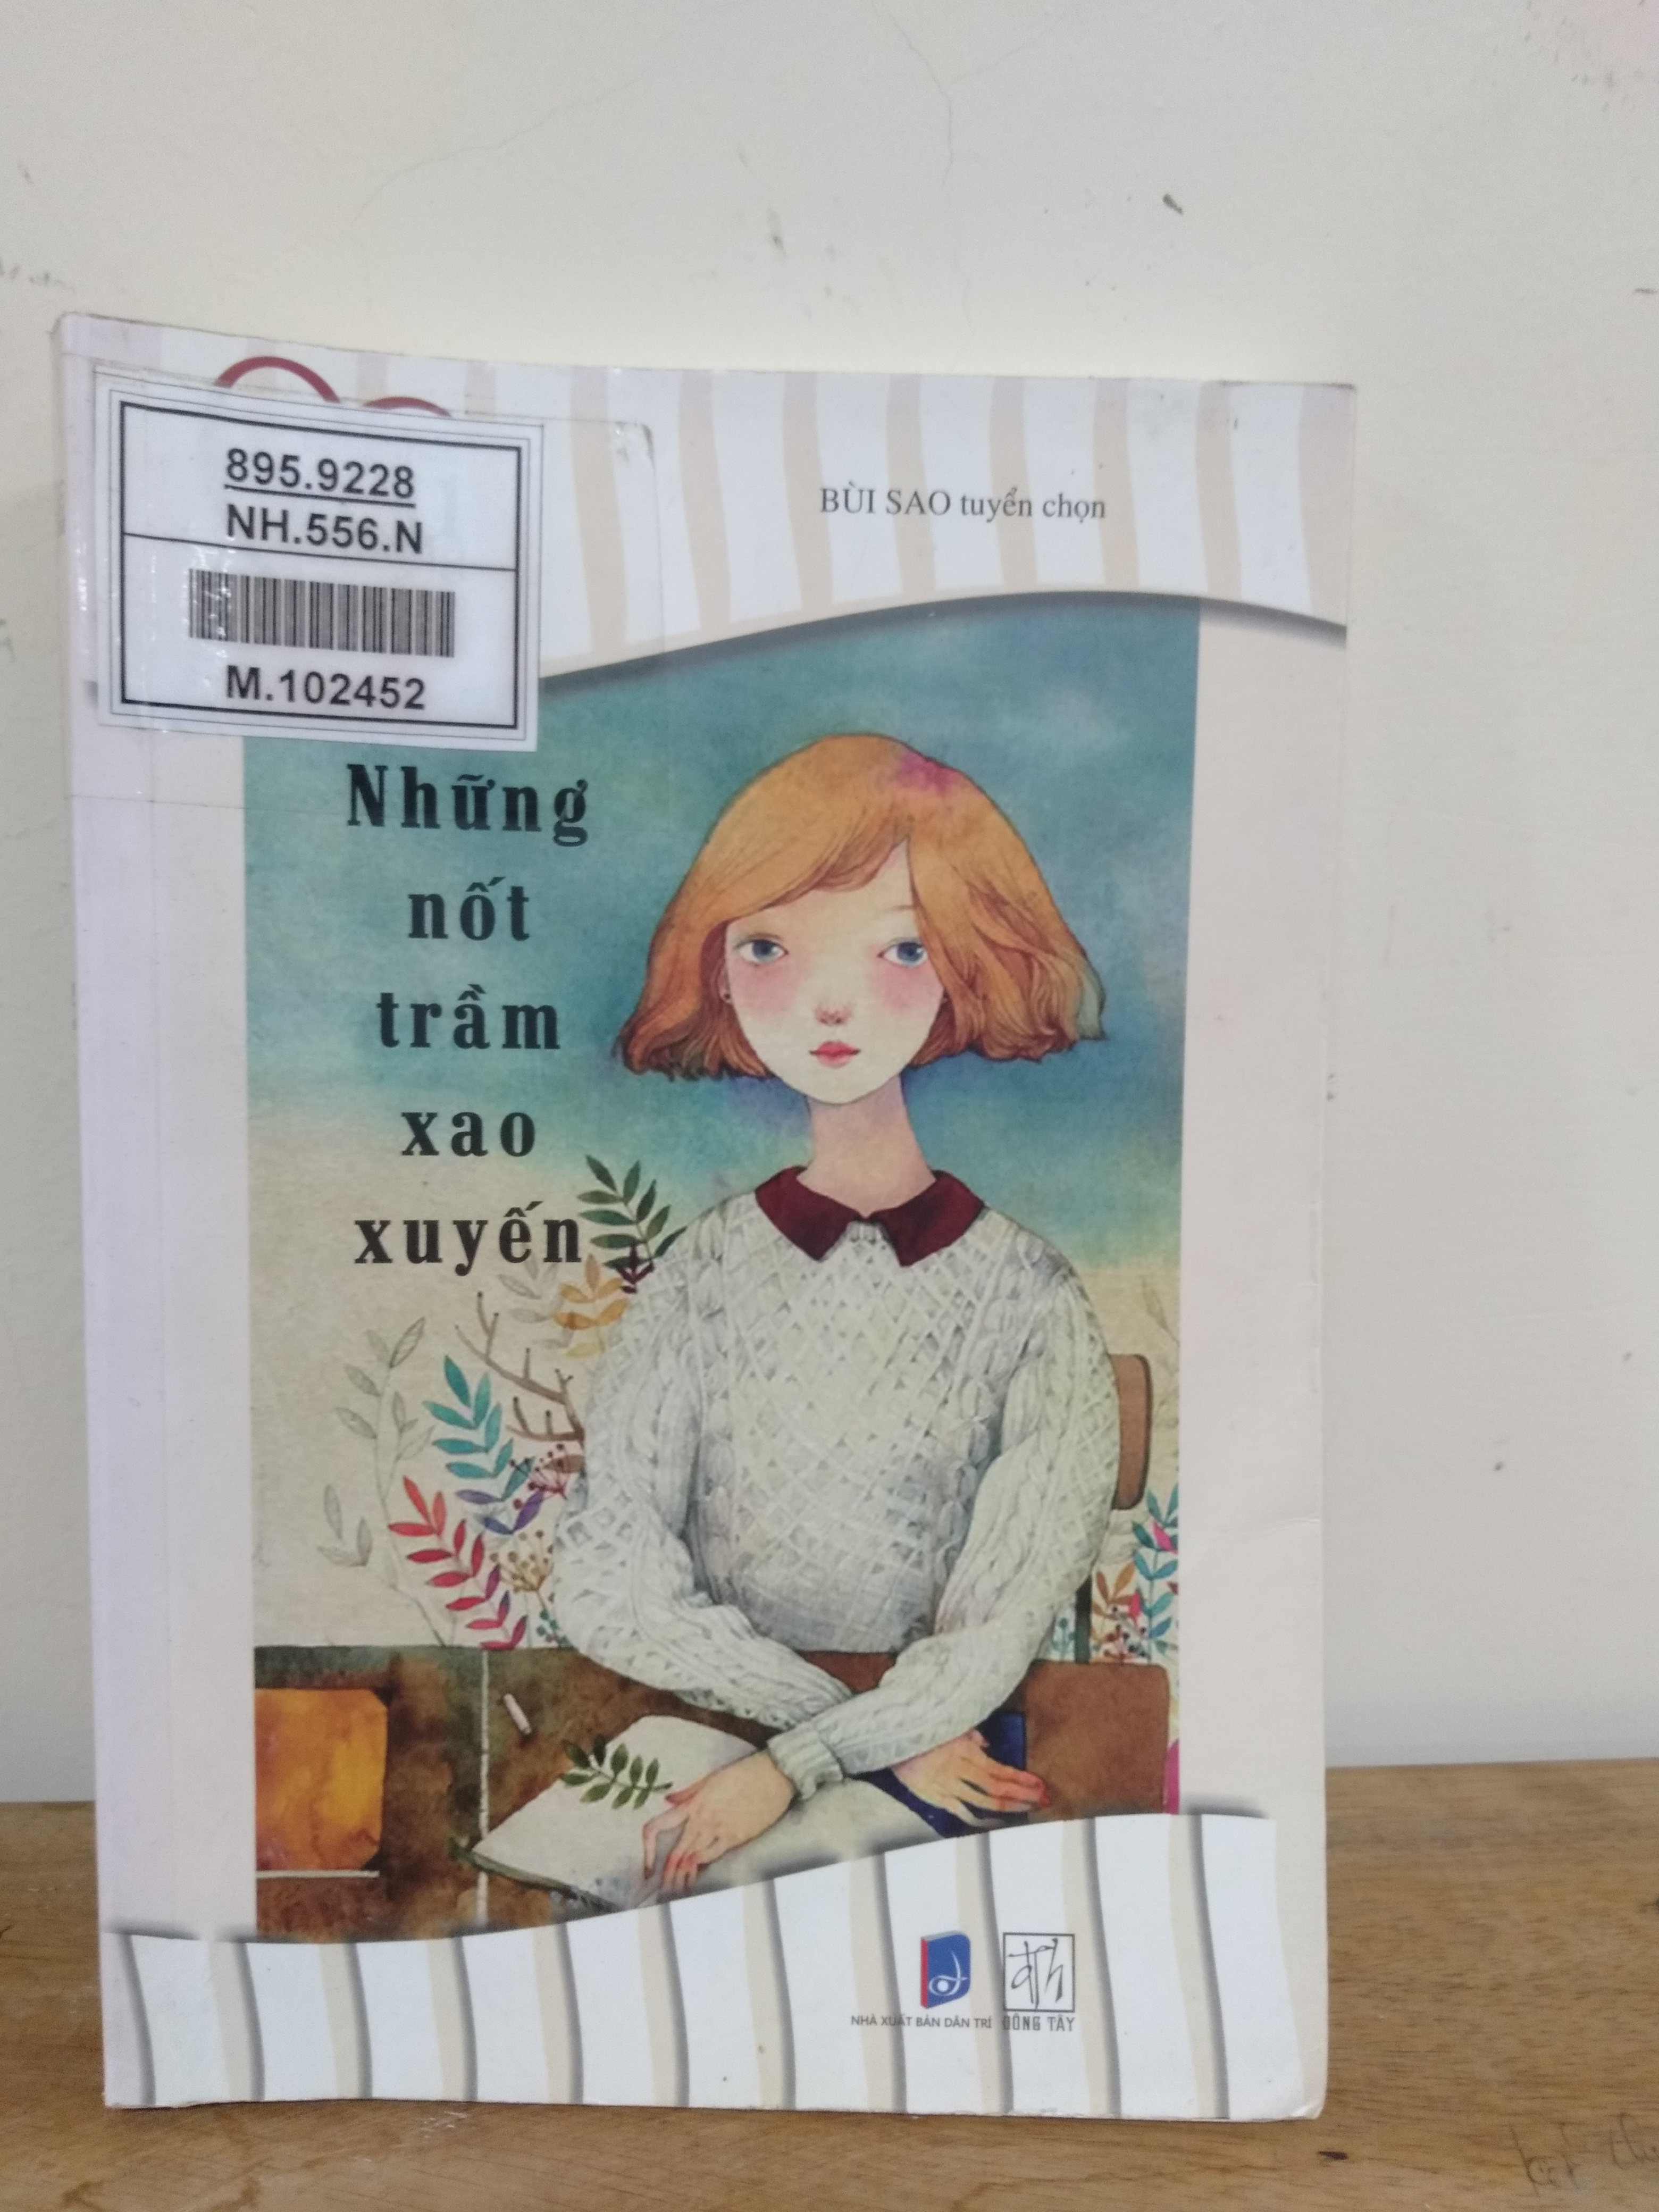 895.9228
NH.556.N
M.102452
BÙI SAO tuyển chọn
Những
nốt
trầm
xao
xuyến
NHÀ XUẤT BẢN DÂN TRÍ
ĐÔNG TÂY